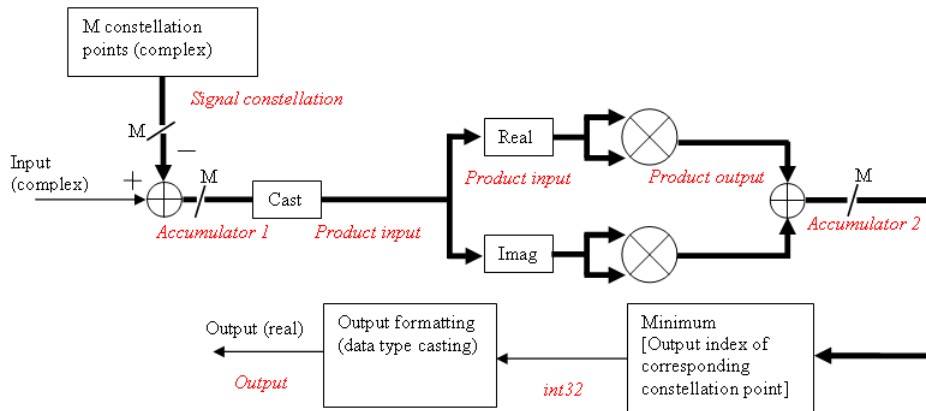 M constellation
points (complex)
Signal constellation
M
−
Input
(complex)
+
M
Cast
Accumulator 1
Product input
Real
Product input
Product output
Imag
M
Accumulator 2
Output (real)
Output
Output formatting
(data type casting)
int32
Minimum
[Output index of
corresponding
constellation point]